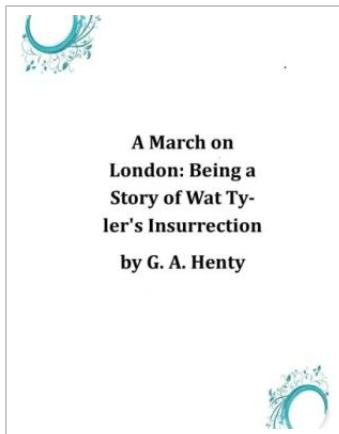 A March on
London: Being a
Story of Wat Ty-
ler's Insurrection
by G. A. Henty